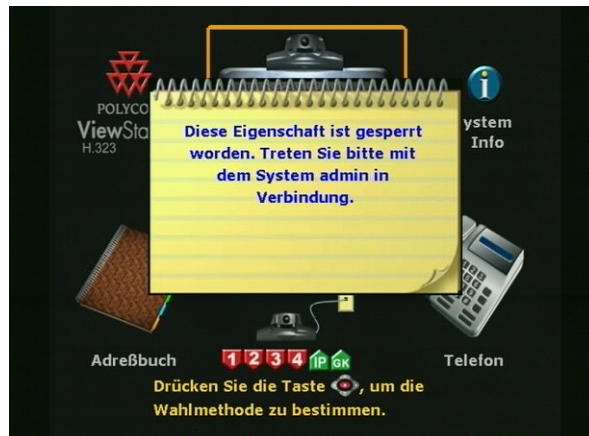 POLYCO
ViewSta
H.323
ystem
Info
Diese Eigenschaft ist gesperrt
worden. Treten Sie bitte mit
dem System admin in
Verbindung.
Adreßbuch
1 2 3 4 IP GK
Telefon
Drücken Sie die Taste , um die
Wahlmethode zu bestimmen.